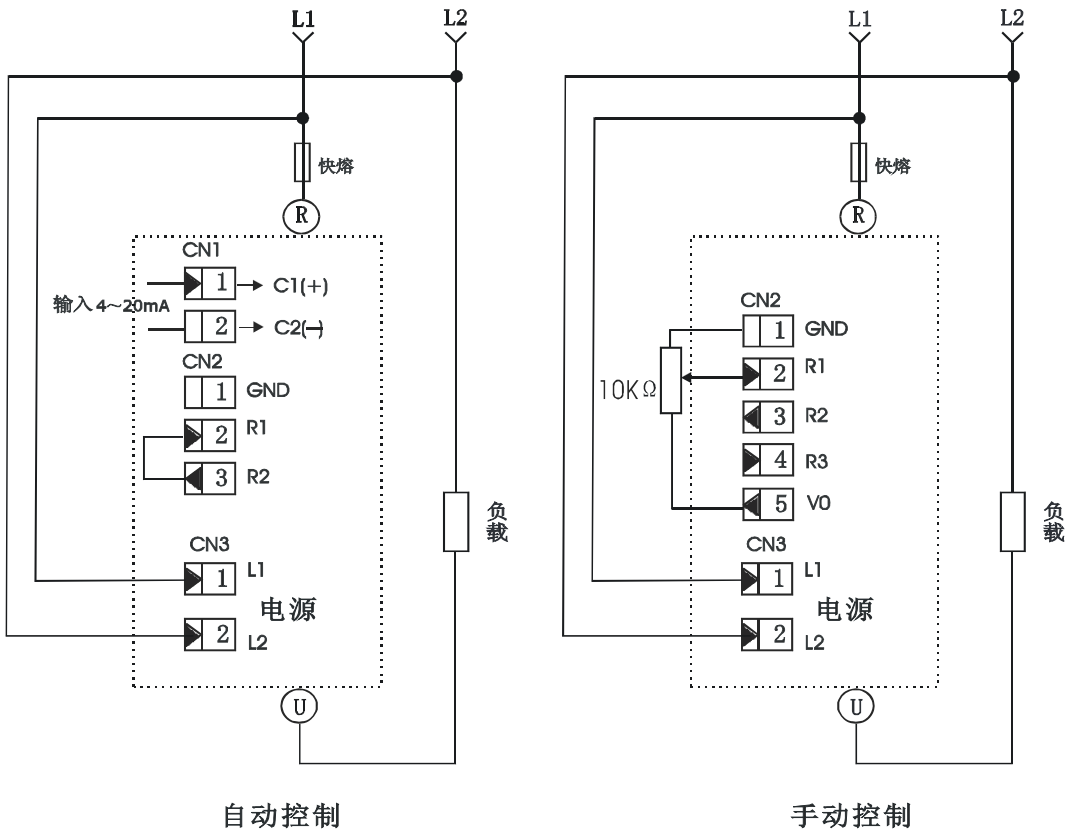 L1
L2
快熔
R
CN1
1 C1(+)
输入 4～20mA
2 C2(—)
CN2
1 GND
2 R1
3 R2
CN3
1 L1
电源
2 L2
负载
U
自动控制
L1
L2
快熔
R
CN2
1 GND
2 R1
10KΩ
3 R2
4 R3
5 V0
CN3
1 L1
电源
2 L2
负载
U
手动控制